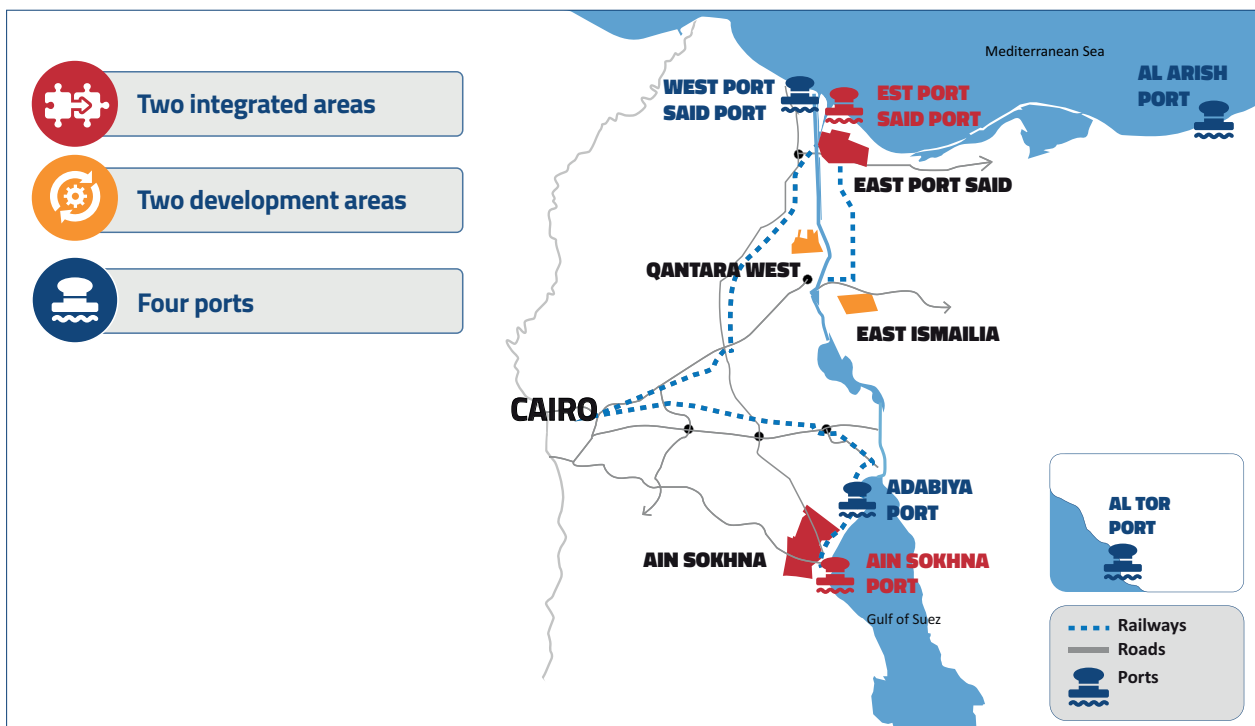 Two integrated areas
Two development areas
Four ports
Mediterranean Sea
WEST PORT
SAID PORT
EST PORT
SAID PORT
AL ARISH
PORT
EAST PORT SAID
QANTARA WEST
EAST ISMAILIA
CAIRO
ADABIYA
PORT
AIN SOKHNA
AIN SOKHNA
PORT
Gulf of Suez
AL TOR
PORT
Railways
Roads
Ports